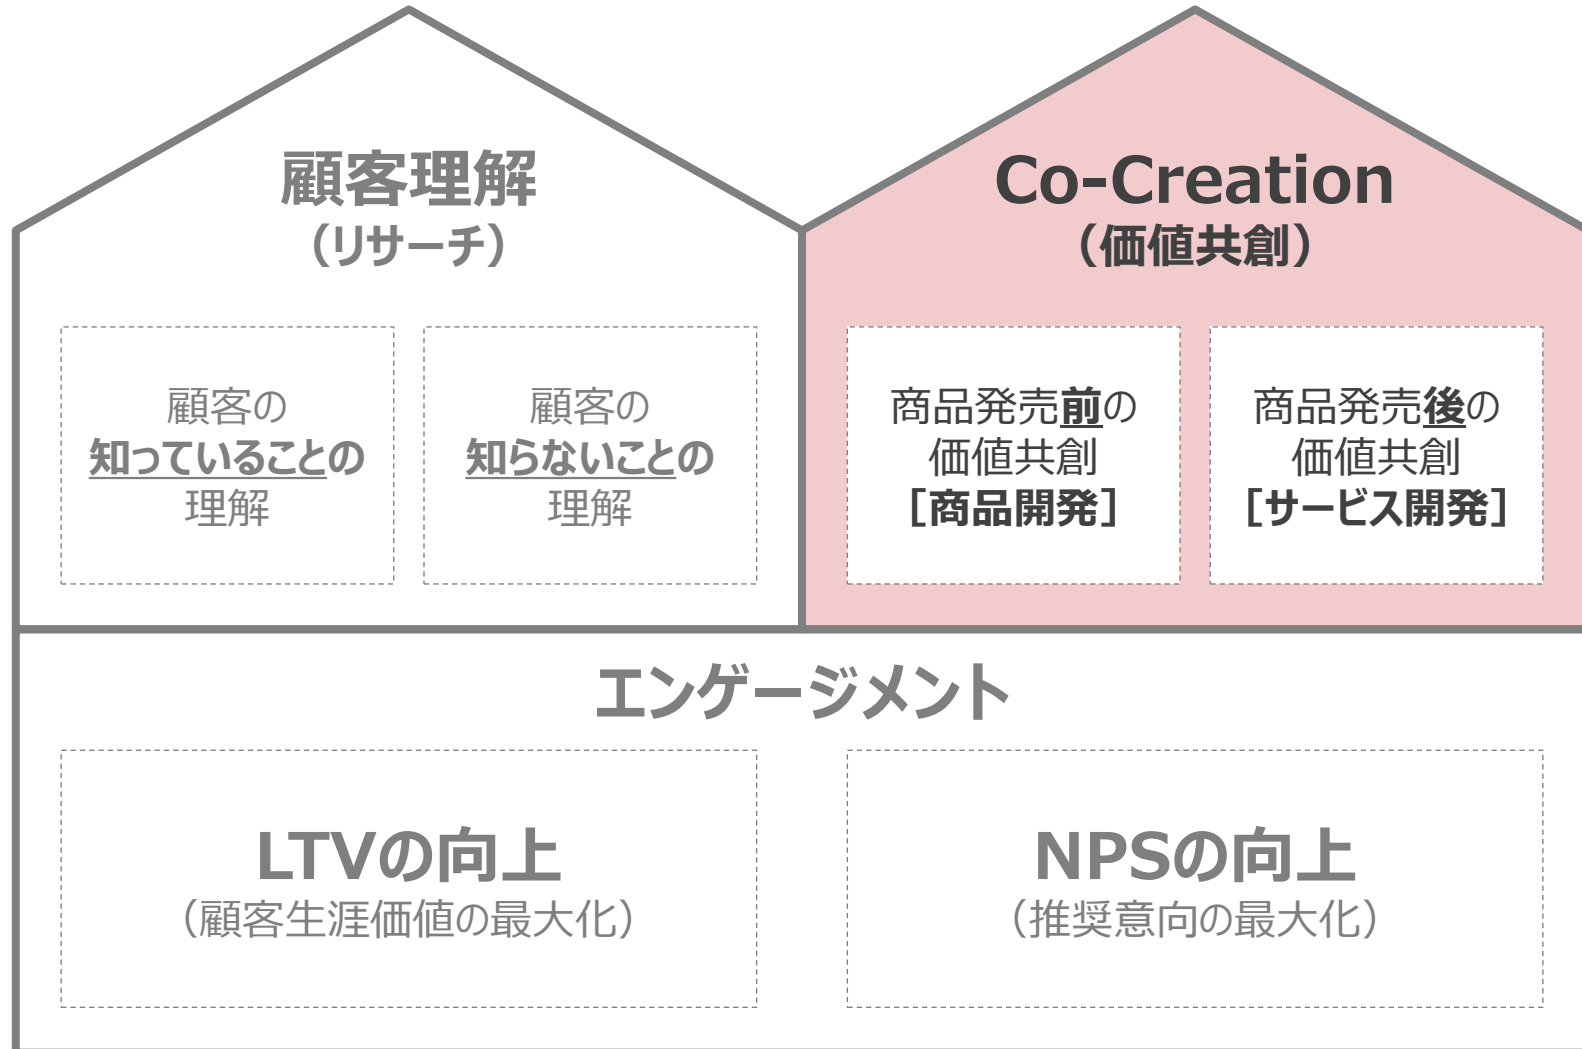 顧客理解
（リサーチ）
顧客の
知っていることの
理解
顧客の
知らないことの
理解
Co-Creation
（価値共創）
商品発売前の
価値共創
［商品開発］
商品発売後の
価値共創
［サービス開発］
エンゲージメント
LTVの向上
（顧客生涯価値の最大化）
NPSの向上
（推奨意向の最大化）